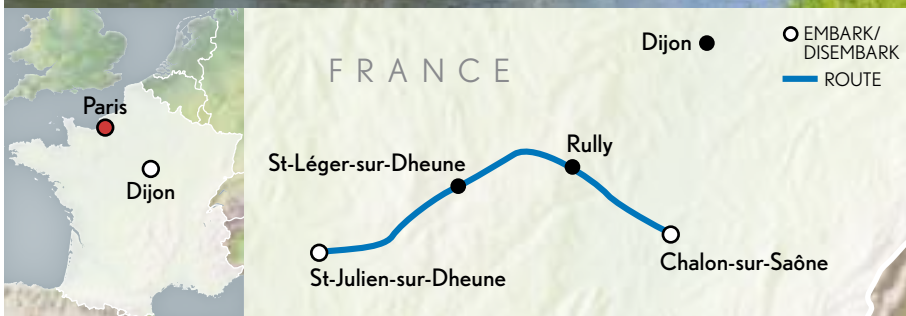 Paris
Dijon
FRANCE
Dijon
EMBARK/
DISEMBARK
ROUTE
St-Léger-sur-Dheune
Rully
St-Julien-sur-Dheune
Chalon-sur-Saône